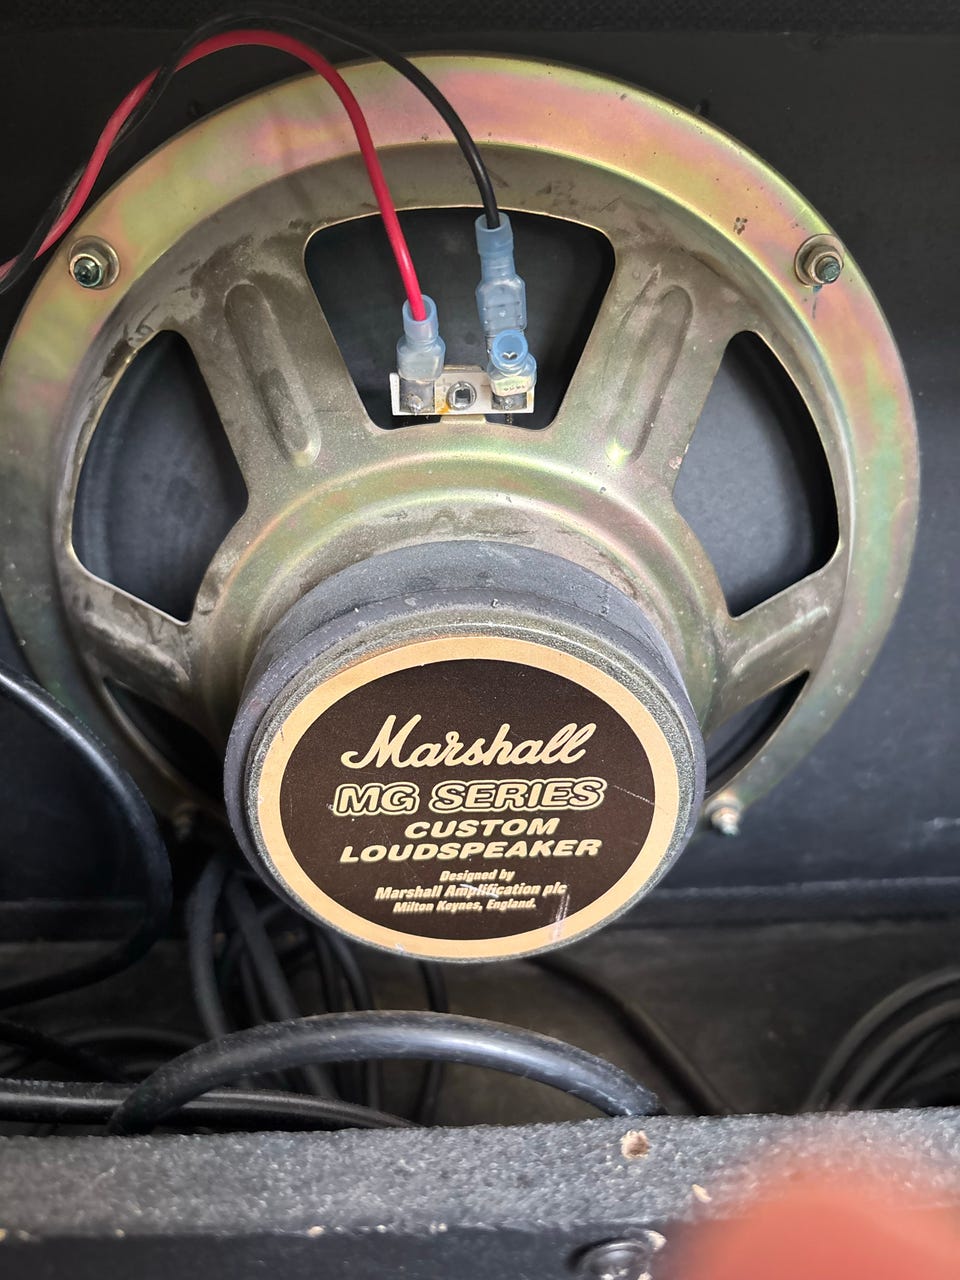 Marshall
MG SERIES
CUSTOM
LOUDSPEAKER
Designed by
Marshall Amplification plc
Milton Keynes, England.